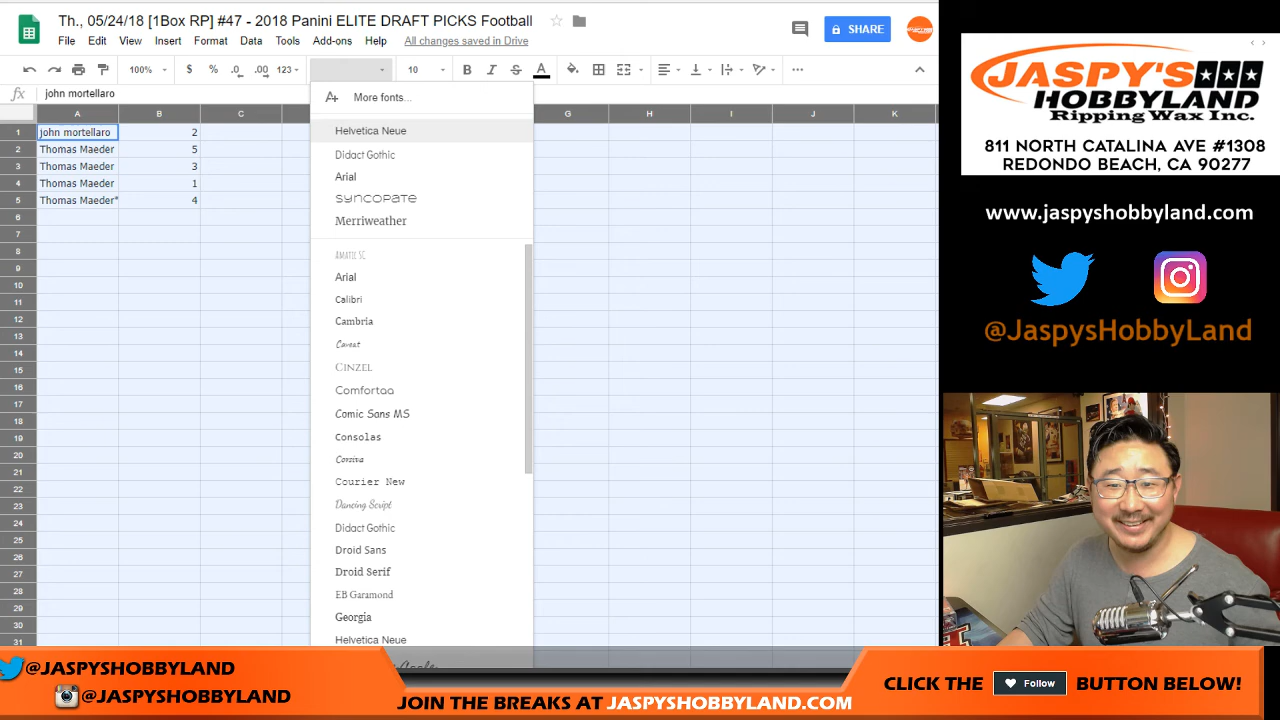 Th., 05/24/18 [1Box RP] #47 - 2018 Panini ELITE DRAFT PICKS Football
File Edit View Insert Format Data Tools Add-ons Help All changes saved in Drive
SHARE
100% $ % .0 .00 123 10 B I S A
fx john mortellaro
A B C G H I J K
1 john mortellaro 2
2 Thomas Maeder 5
3 Thomas Maeder 3
4 Thomas Maeder 1
5 Thomas Maeder* 4
6
7
8
9
10
11
12
13
14
15
16
17
18
19
20
21
22
23
24
25
26
27
28
29
30
31
More fonts...
Helvetica Neue
Didact Gothic
Arial
Syncopate
Merriweather
Amatic SC
Arial
Calibri
Cambria
Caveat
Cinzel
Comfortaa
Comic Sans MS
Consolas
Corsiva
Courier New
Dancing Script
Didact Gothic
Droid Sans
Droid Serif
EB Garamond
Georgia
Helvetica Neue
JASPY'S
HOBBYLAND
Ripping Wax Inc.
811 NORTH CATALINA AVE #1308
REDONDO BEACH, CA 90277
www.jaspyshobbyland.com
@JaspysHobbyLand
@JASPYSHOBBYLAND
@JASPYSHOBBYLAND
JOIN THE BREAKS AT JASPYSHOBBYLAND.COM
CLICK THE Follow BUTTON BELOW!